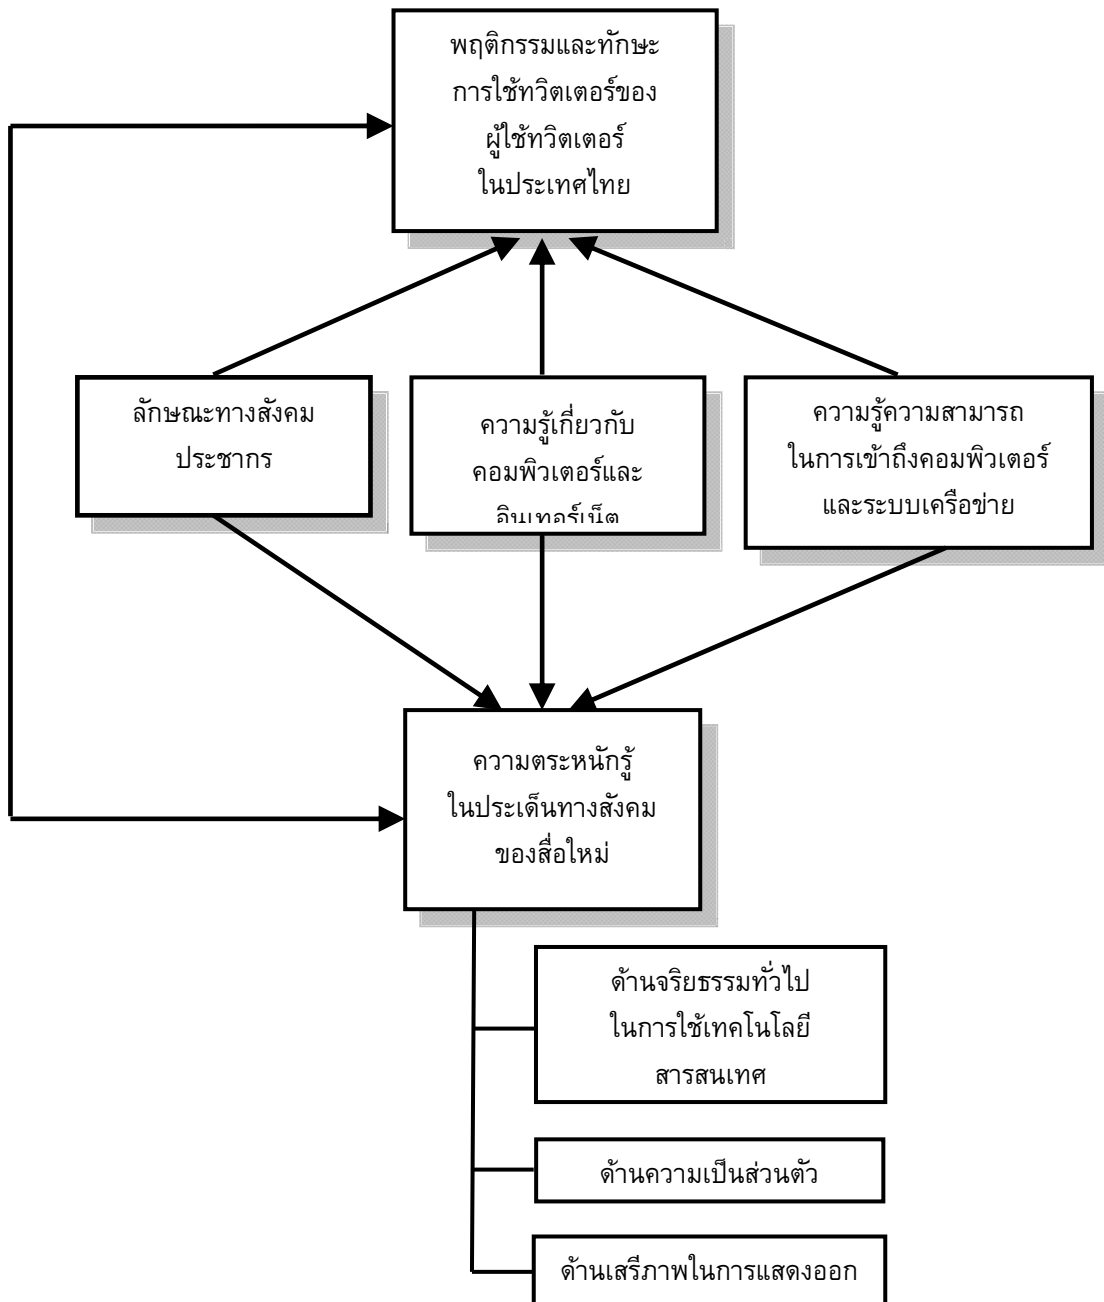 พฤติกรรมและทักษะ
การใช้ทวิตเตอร์ของ
ผู้ใช้ทวิตเตอร์
ในประเทศไทย
ลักษณะทางสังคม
ประชากร
ความรู้เกี่ยวกับ
คอมพิวเตอร์และ
อินเทอร์เน็ต
ความรู้ความสามารถ
ในการเข้าถึงคอมพิวเตอร์
และระบบเครือข่าย
ความตระหนักรู้
ในประเด็นทางสังคม
ของสื่อใหม่
ด้านจริยธรรมทั่วไป
ในการใช้เทคโนโลยี
สารสนเทศ
ด้านความเป็นส่วนตัว
ด้านเสรีภาพในการแสดงออก